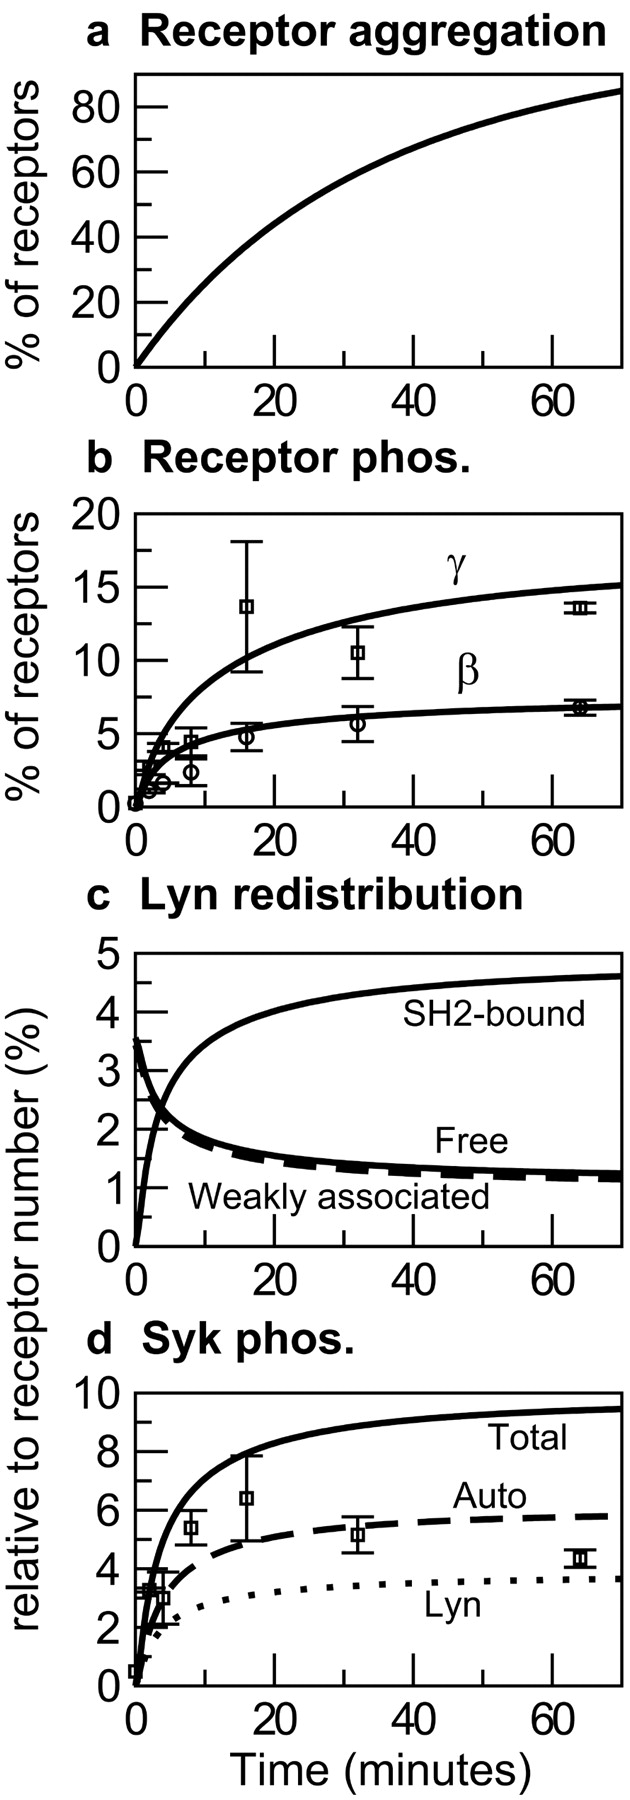 a Receptor aggregation
% of receptors
80
60
40
20
0
0 20 40 60
b Receptor phos.
% of receptors
20
15
10
5
0
γ
β
0 20 40 60
c Lyn redistribution
relative to receptor number (%)
5
4
3
2
1
0
SH2-bound
Free
Weakly associated
0 20 40 60
d Syk phos.
10
8
6
4
2
0
Total
Auto
Lyn
0 20 40 60
Time (minutes)